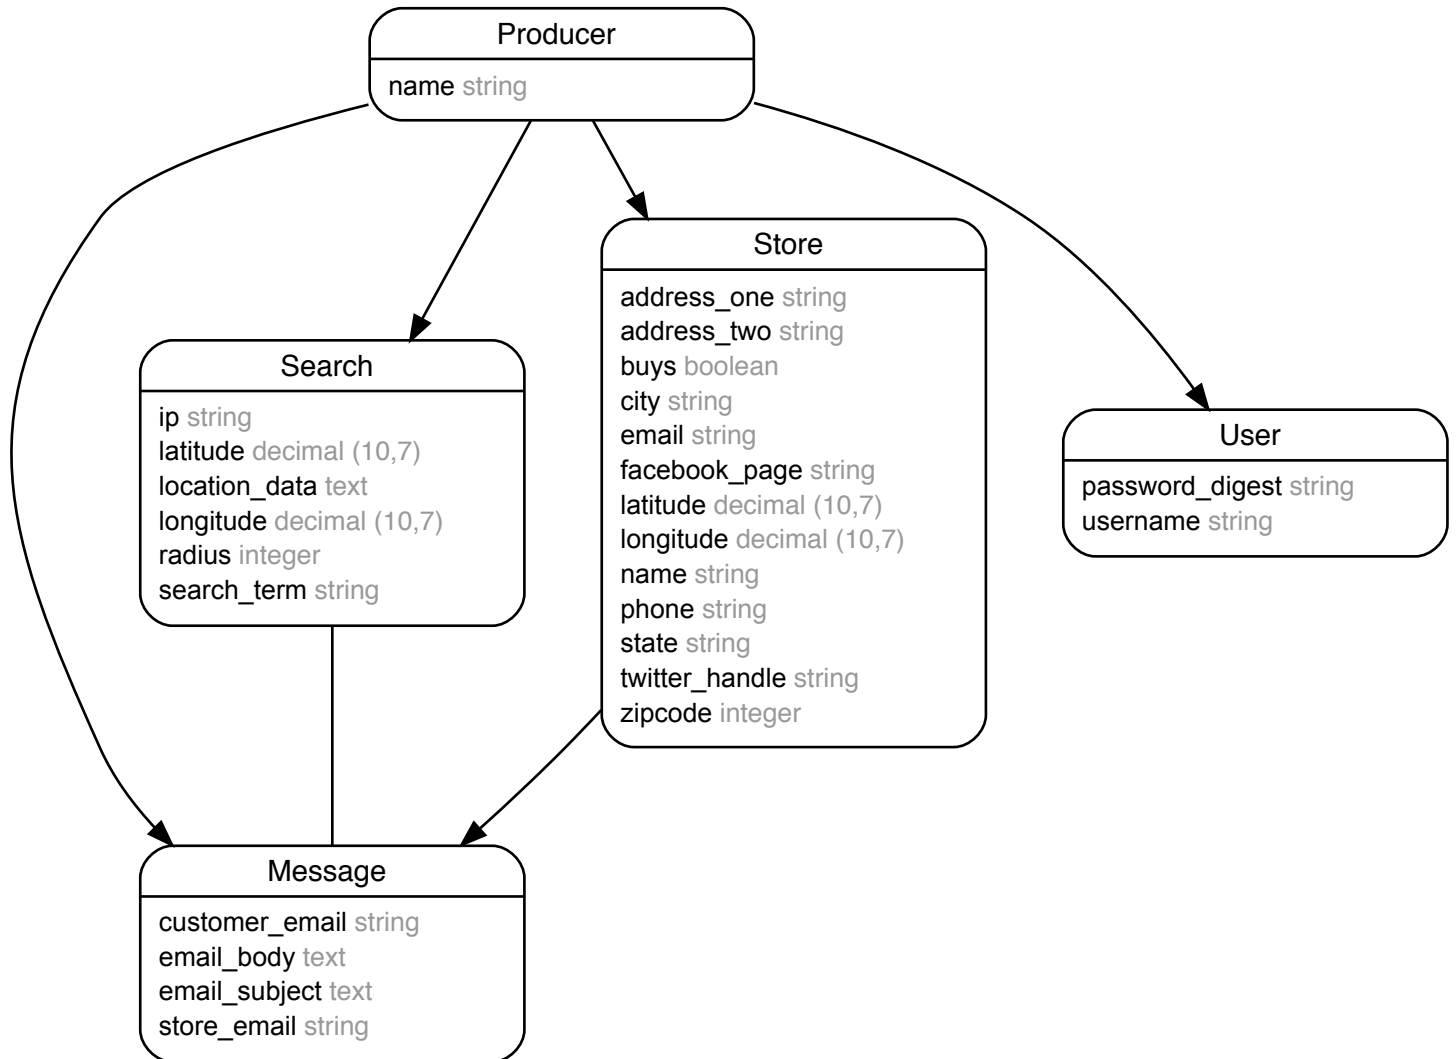 Producer
name string
Search
ip string
latitude decimal (10,7)
location_data text
longitude decimal (10,7)
radius integer
search_term string
Store
address_one string
address_two string
buys boolean
city string
email string
facebook_page string
latitude decimal (10,7)
longitude decimal (10,7)
name string
phone string
state string
twitter_handle string
zipcode integer
User
password_digest string
username string
Message
customer_email string
email_body text
email_subject text
store_email string